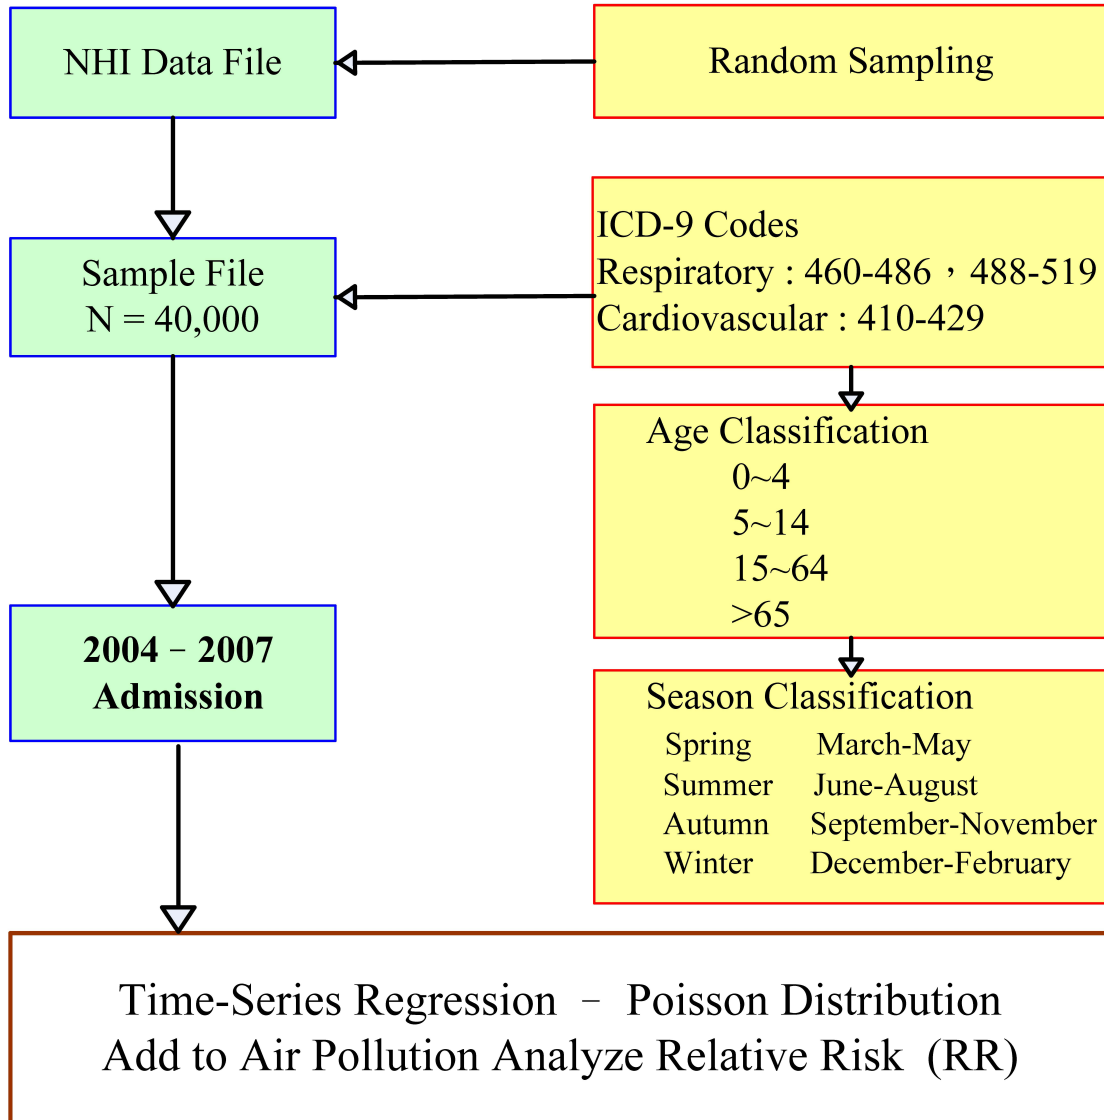 NHI Data File
Random Sampling
Sample File
N = 40,000
ICD-9 Codes
Respiratory : 460-486，488-519
Cardiovascular : 410-429
Age Classification
0~4
5~14
15~64
>65
2004 – 2007
Admission
Season Classification
Spring March-May
Summer June-August
Autumn September-November
Winter December-February
Time-Series Regression – Poisson Distribution
Add to Air Pollution Analyze Relative Risk (RR)